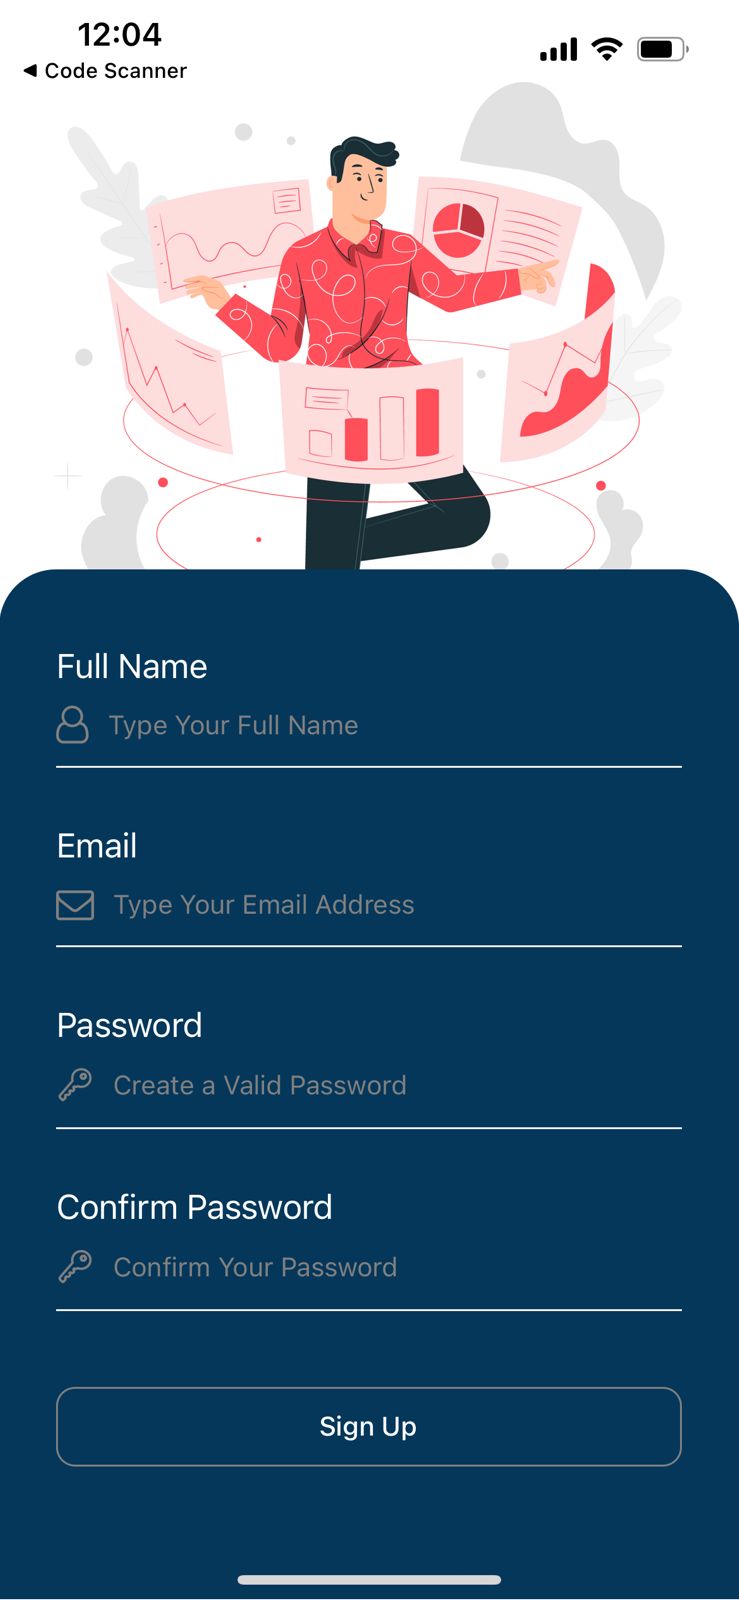 12:04
◀ Code Scanner
Full Name
Type Your Full Name
Email
Type Your Email Address
Password
Create a Valid Password
Confirm Password
Confirm Your Password
Sign Up